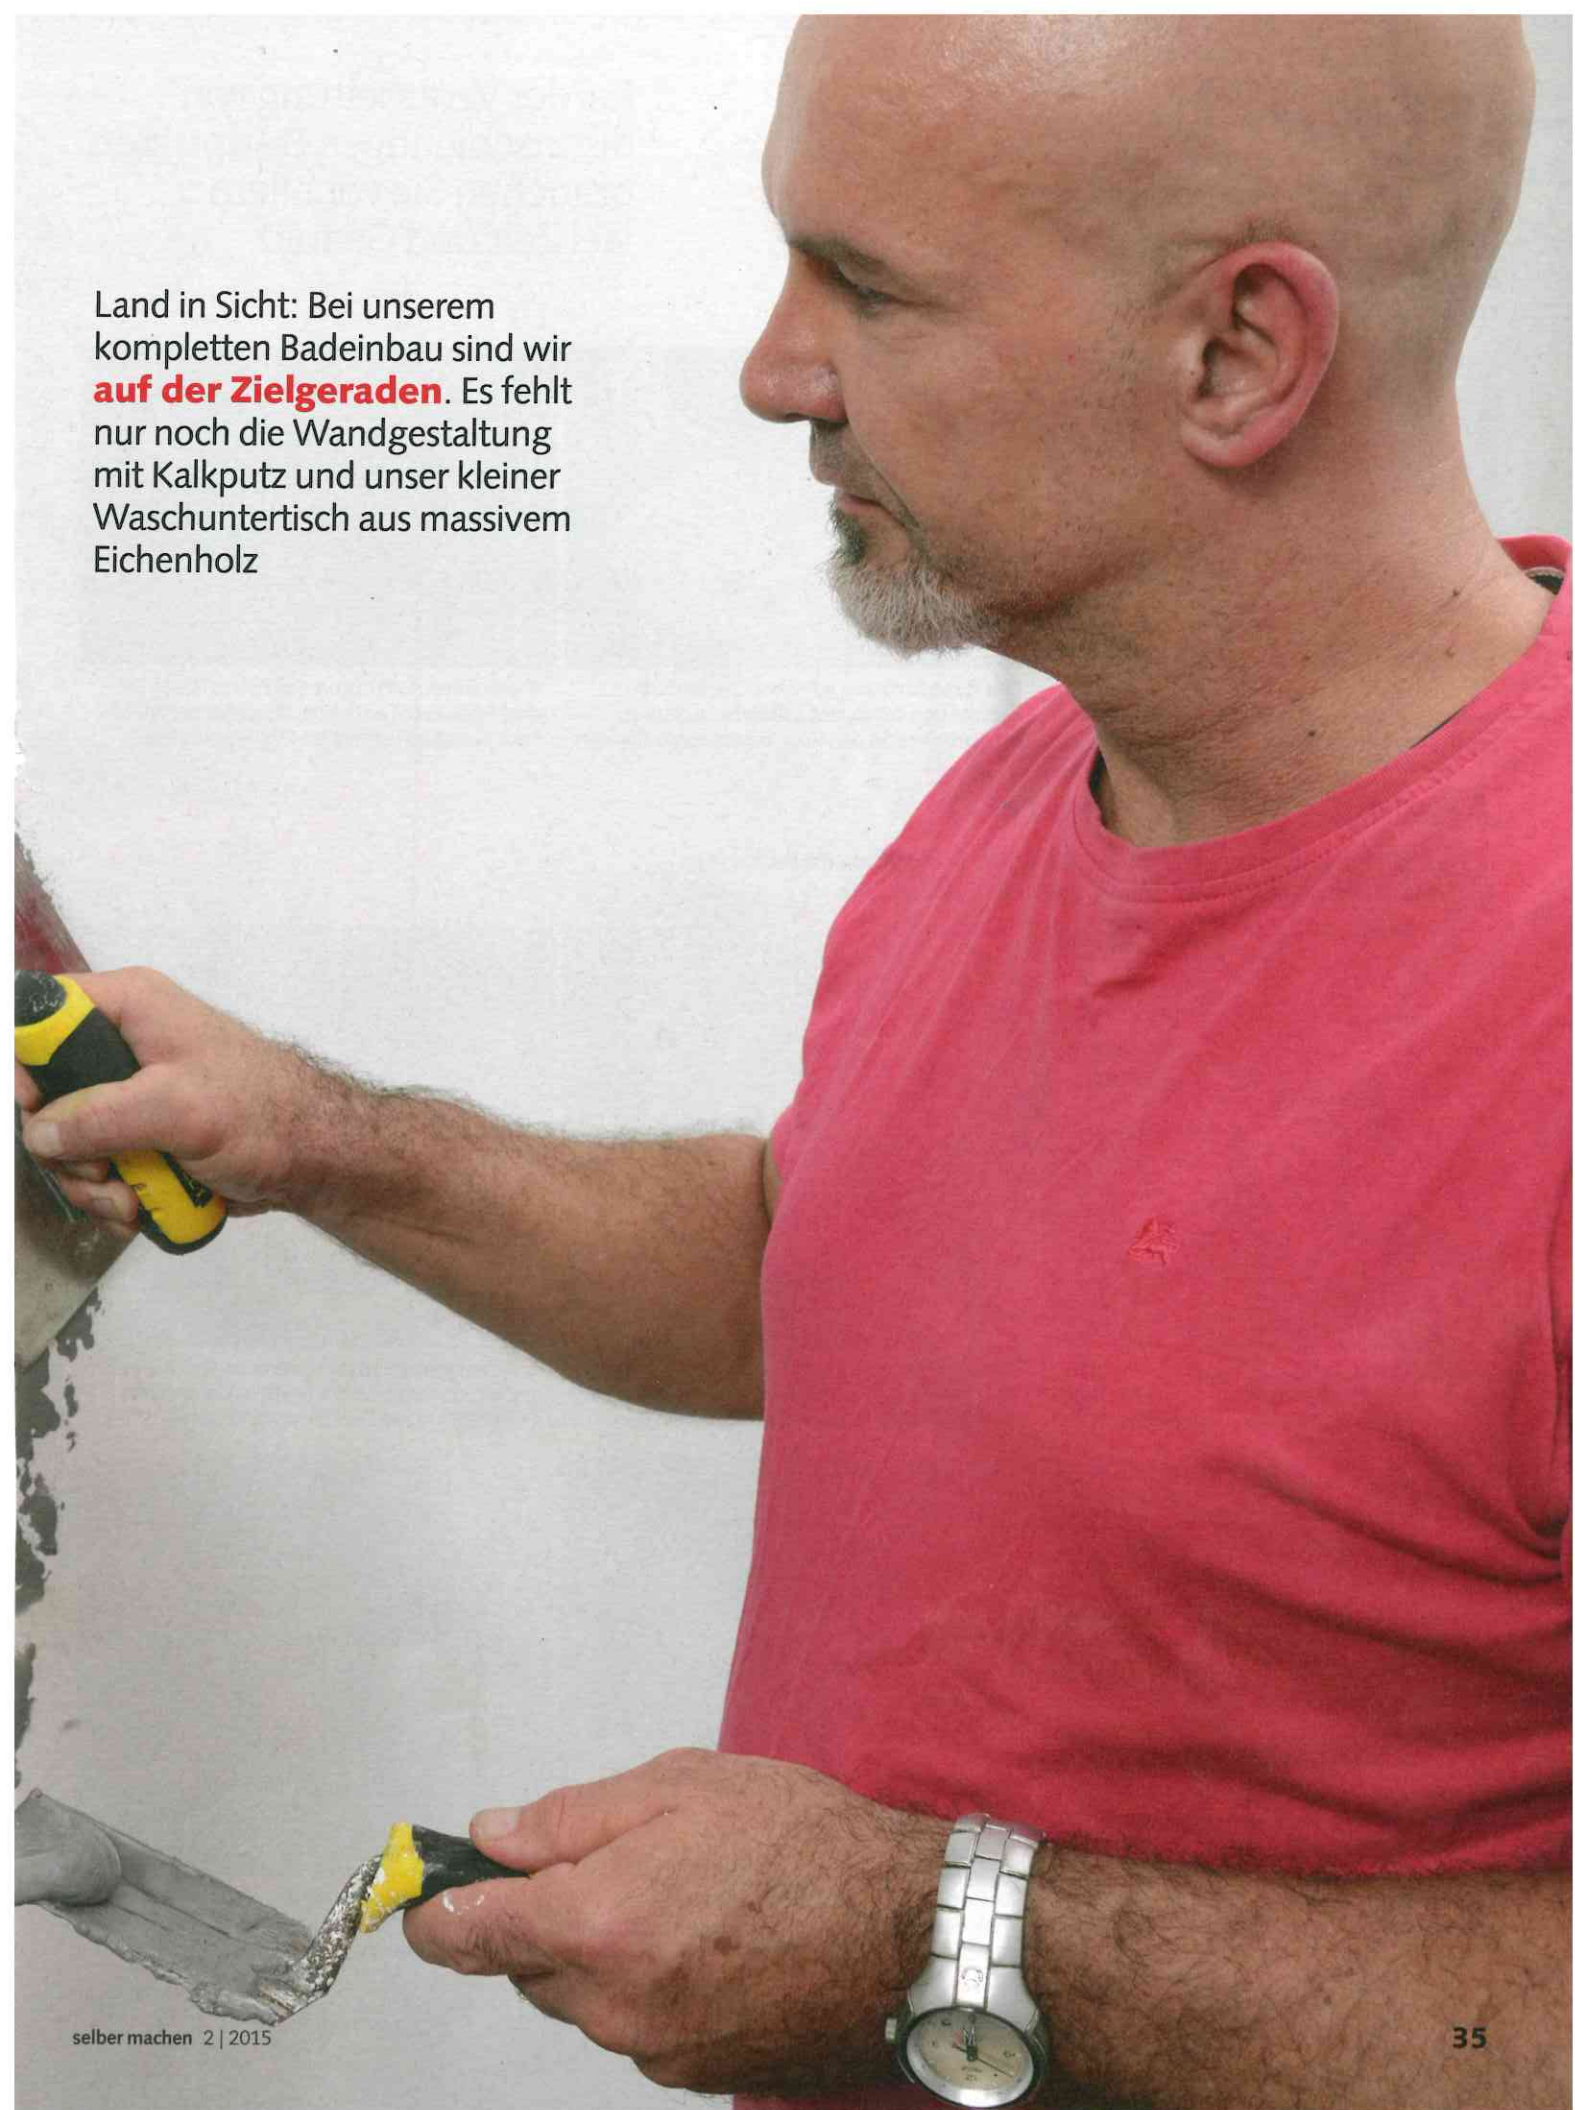 Land in Sicht: Bei unserem
kompletten Badeinbau sind wir
auf der Zielgeraden. Es fehlt
nur noch die Wandgestaltung
mit Kalkputz und unser kleiner
Waschuntertisch aus massivem
Eichenholz
selber machen 2 | 2015
35